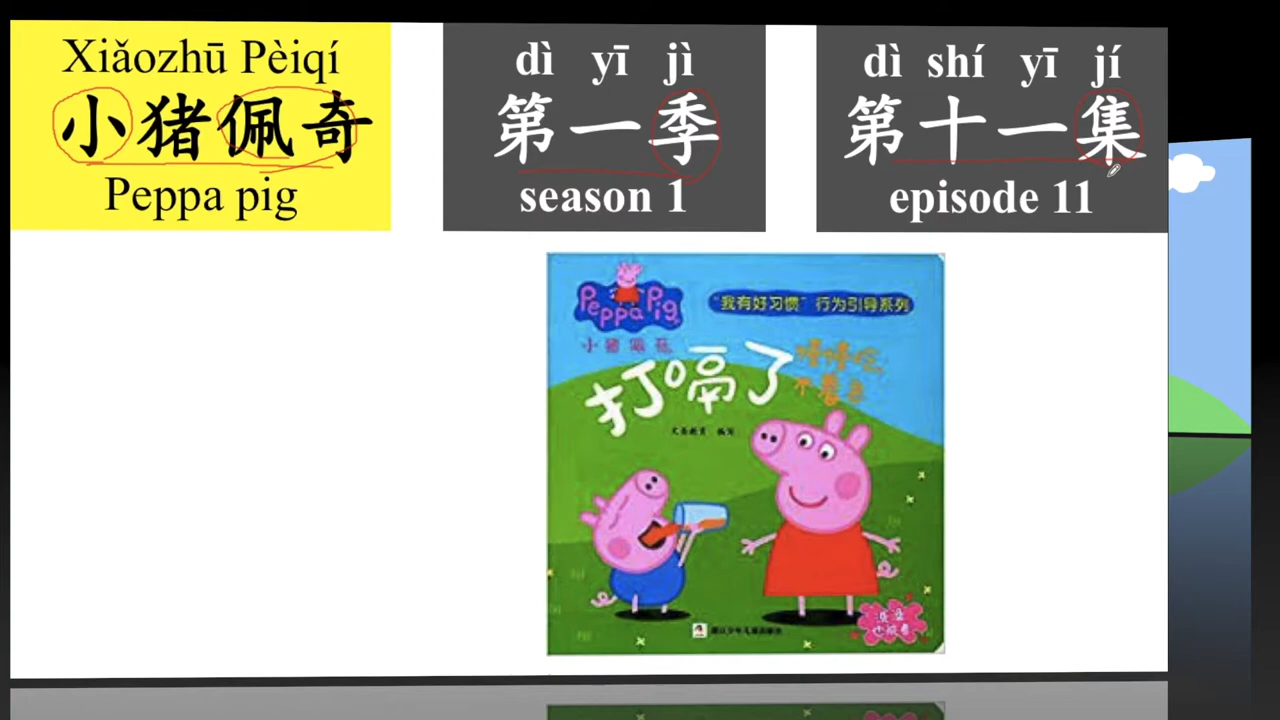 Xiǎozhū Pèiqí
小猪佩奇
Peppa pig
dì yī jì
第一季
season 1
dì shí yī jí
第十一集
episode 11
Peppa Pig
"我有好习惯"行为引导系列
小猪佩奇
打嗝了